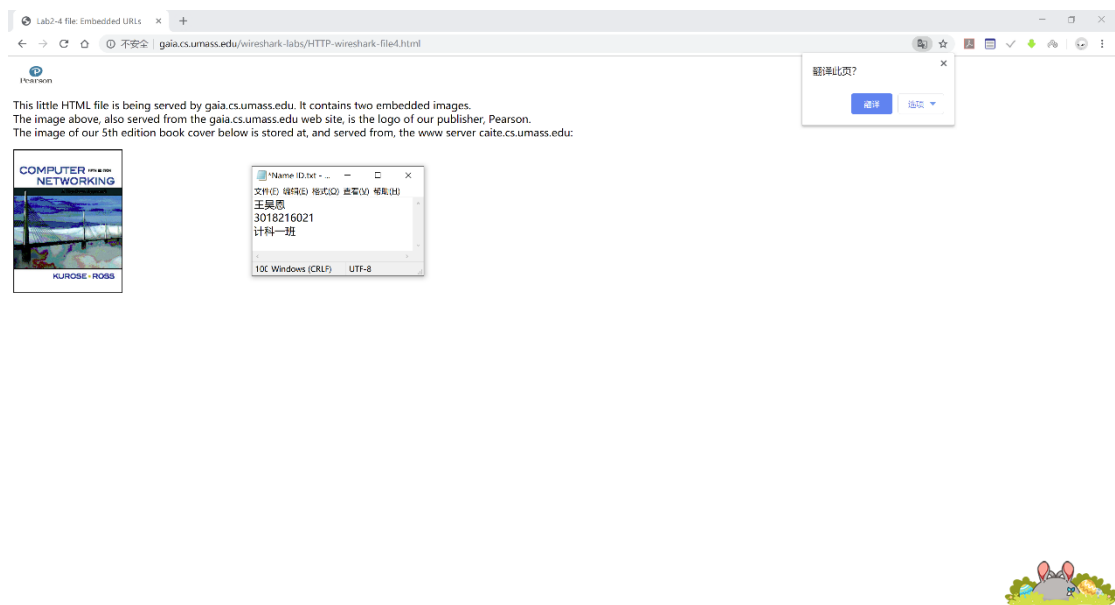 Lab2-4 file: Embedded URLs
不安全 | gaia.cs.umass.edu/wireshark-labs/HTTP-wireshark-file4.html
翻译此页?
翻译 选项
Pearson
This little HTML file is being served by gaia.cs.umass.edu. It contains two embedded images.
The image above, also served from the gaia.cs.umass.edu web site, is the logo of our publisher, Pearson.
The image of our 5th edition book cover below is stored at, and served from, the www server caite.cs.umass.edu:
COMPUTER FIFTH EDITION
NETWORKING
KUROSE • ROSS
*Name ID.txt - ...
文件(F) 编辑(E) 格式(O) 查看(V) 帮助(H)
王昊恩
3018216021
计科一班
100 Windows (CRLF) UTF-8